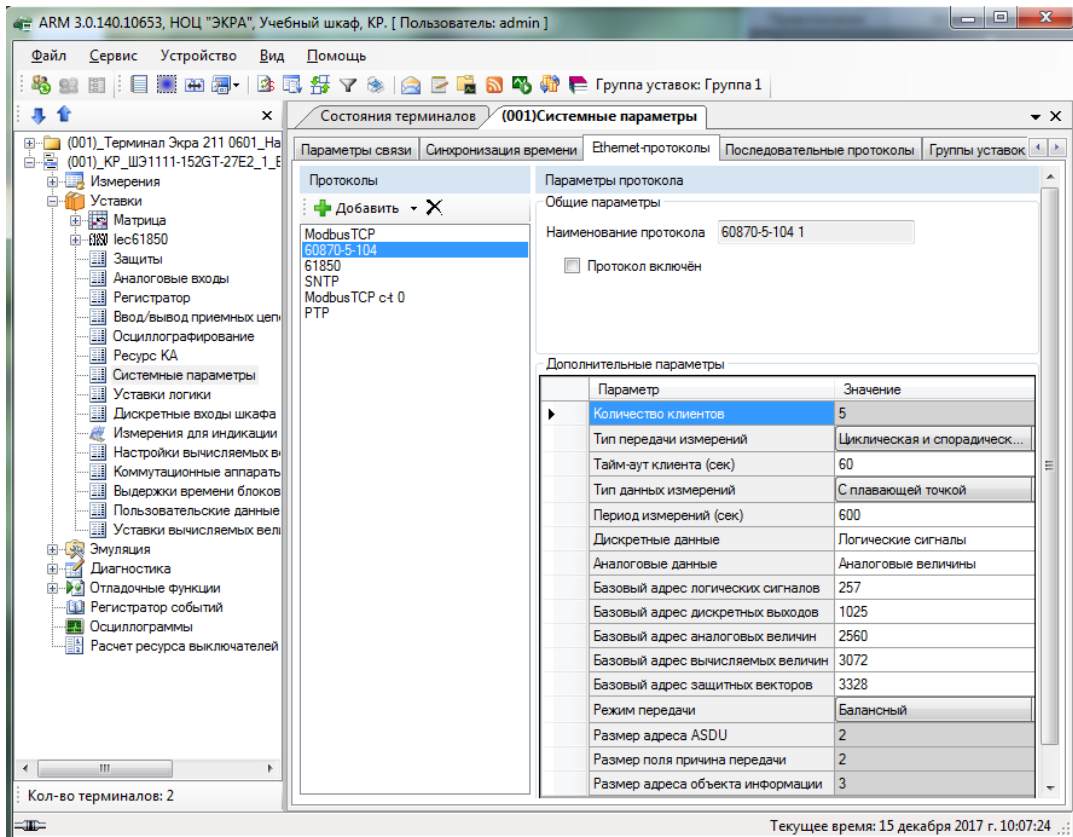 ARM 3.0.140.10653, НОЦ "ЭКРА", Учебный шкаф, КР. [ Пользователь: admin ]
Файл Сервис Устройство Вид Помощь
Группа уставок: Группа 1
Состояния терминалов (001)Системные параметры
(001)_Терминал Экра 211 0601_На
(001)_КР_ШЭ1111-152GT-27E2_1_E
Измерения
Уставки
Матрица
Iec61850
Защиты
Аналоговые входы
Регистратор
Ввод/вывод приемных цепе
Осциллографирование
Ресурс КА
Системные параметры
Уставки логики
Дискретные входы шкафа
Измерения для индикации
Настройки вычисляемых в
Коммутационные аппараты
Выдержки времени блоков
Пользовательские данные
Уставки вычисляемых вел
Эмуляция
Диагностика
Отладочные функции
Регистратор событий
Осциллограммы
Расчет ресурса выключателей
Кол-во терминалов: 2
Параметры связи Синхронизация времени Ethernet-протоколы Последовательные протоколы Группы уставок
Протоколы
Добавить
ModbusTCP
60870-5-104
61850
SNTP
ModbusTCP c-t 0
PTP
Параметры протокола
Общие параметры
Наименование протокола 60870-5-104 1
Протокол включён
Дополнительные параметры
Параметр Значение
Количество клиентов 5
Тип передачи измерений Циклическая и спорадическ...
Тайм-аут клиента (сек) 60
Тип данных измерений С плавающей точкой
Период измерений (сек) 600
Дискретные данные Логические сигналы
Аналоговые данные Аналоговые величины
Базовый адрес логических сигналов 257
Базовый адрес дискретных выходов 1025
Базовый адрес аналоговых величин 2560
Базовый адрес вычисляемых величин 3072
Базовый адрес защитных векторов 3328
Режим передачи Балансный
Размер адреса ASDU 2
Размер поля причина передачи 2
Размер адреса объекта информации 3
Текущее время: 15 декабря 2017 г. 10:07:24